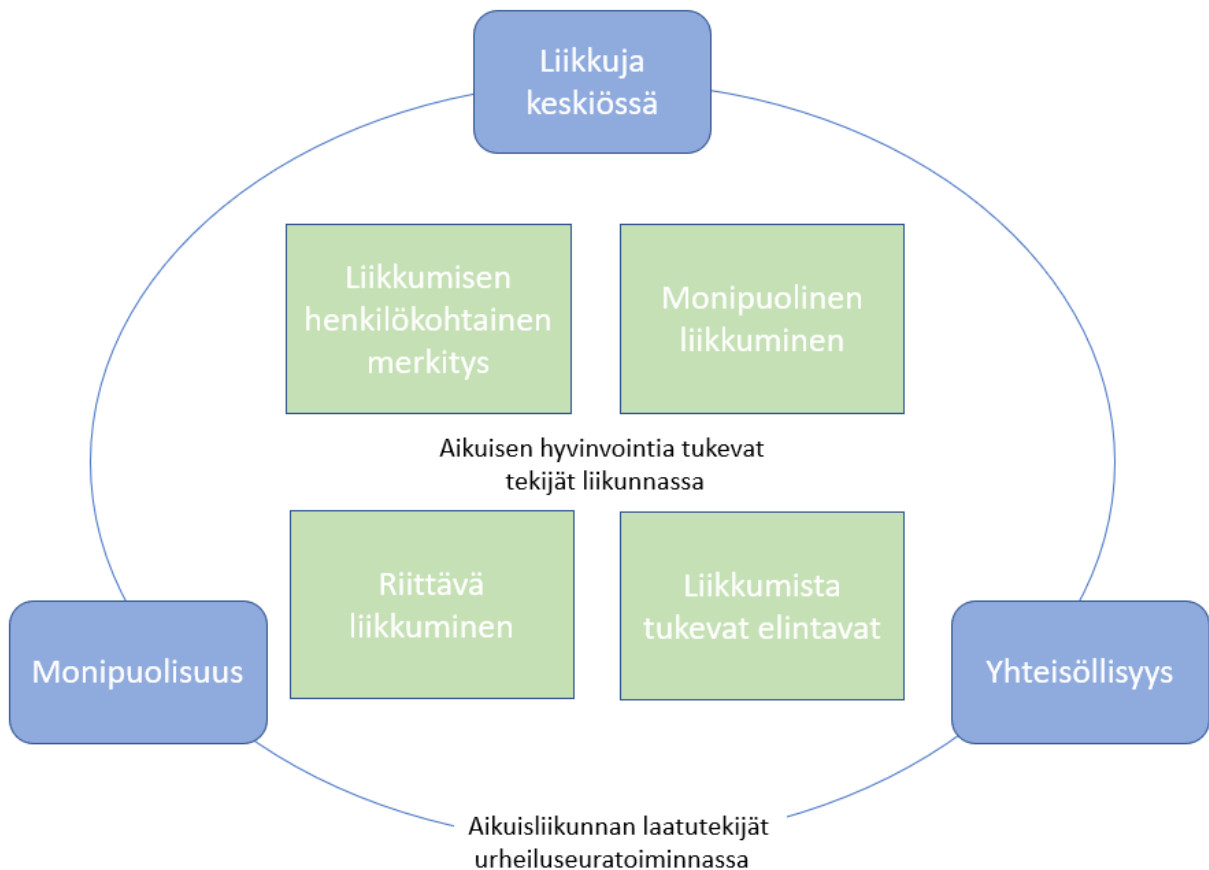 Liikkuja
keskiössä
Liikkumisen
henkilökohtainen
merkitys
Monipuolinen
liikkuminen
Aikuisen hyvinvointia tukevat
tekijät liikunnassa
Riittävä
liikkuminen
Liikkumista
tukevat elintavat
Monipuolisuus
Yhteisöllisyys
Aikuisliikunnan laatutekijät
urheiluseuratoiminnassa